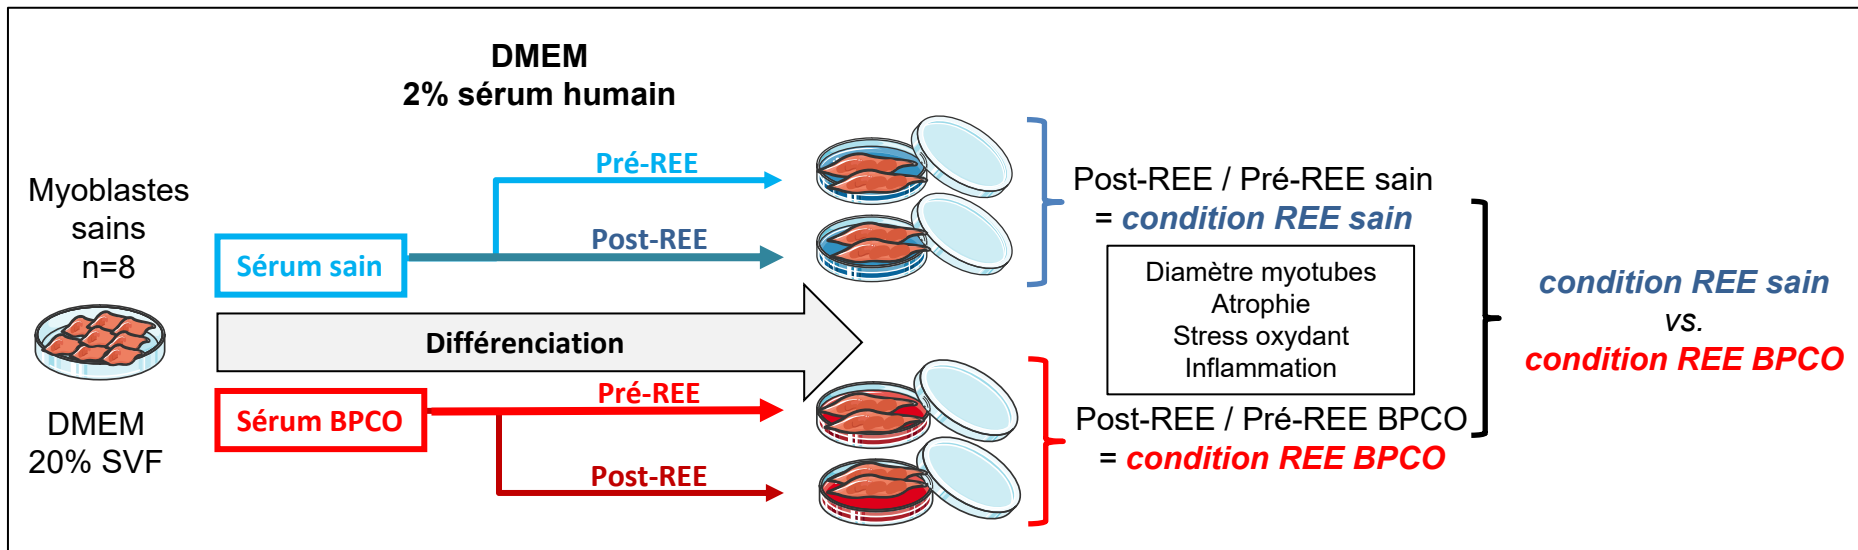 DMEM
2% sérum humain
Myoblastes
sains
n=8
DMEM
20% SVF
Sérum sain
Pré-REE
Post-REE
Différenciation
Sérum BPCO
Pré-REE
Post-REE
Post-REE / Pré-REE sain
= condition REE sain
Diamètre myotubes
Atrophie
Stress oxydant
Inflammation
Post-REE / Pré-REE BPCO
= condition REE BPCO
condition REE sain
vs.
condition REE BPCO